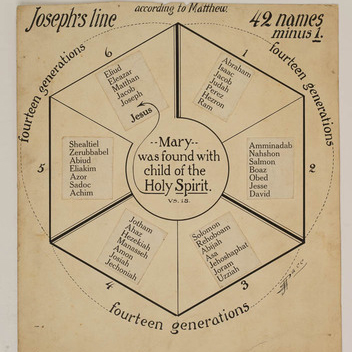 Joseph's line
according to Matthew.
42 names
minus 1.
fourteen generations
1
Abraham
Isaac
Jacob
Judah
Perez
Hezron
Ram
fourteen generations
2
Amminadab
Nahshon
Salmon
Boaz
Obed
Jesse
David
3
Solomon
Rehoboam
Abijah
Asa
Jehoshaphat
Joram
Uzziah
fourteen generations
4
Jotham
Ahaz
Hezekiah
Manasseh
Amon
Josiah
Jechoniah
5
Shealtiel
Zerubbabel
Abiud
Eliakim
Azor
Sadoc
Achim
6
Eliud
Eleazar
Matthan
Jacob
Joseph
Jesus
--Mary--
was found with
child of the
Holy Spirit.
vs. 18.